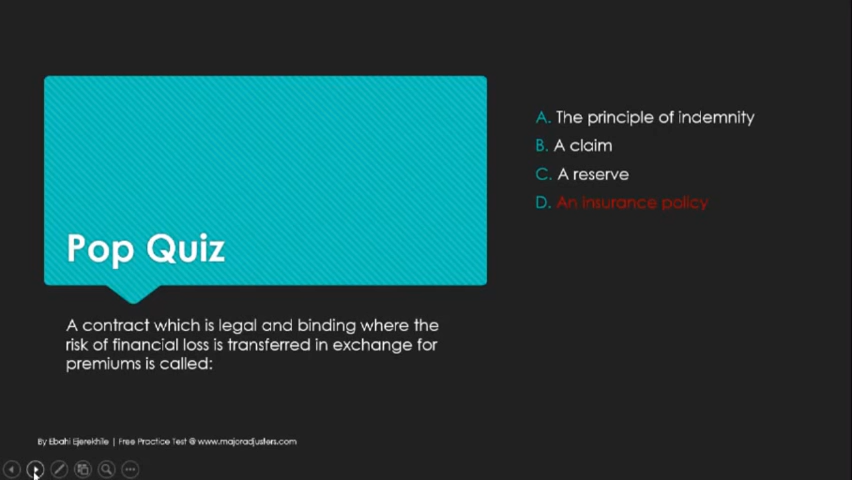 Pop Quiz
A contract which is legal and binding where the
risk of financial loss is transferred in exchange for
premiums is called:
A. The principle of indemnity
B. A claim
C. A reserve
D. An insurance policy
By Ebahi Ejerekhile | Free Practice Test @ www.majoradjusters.com